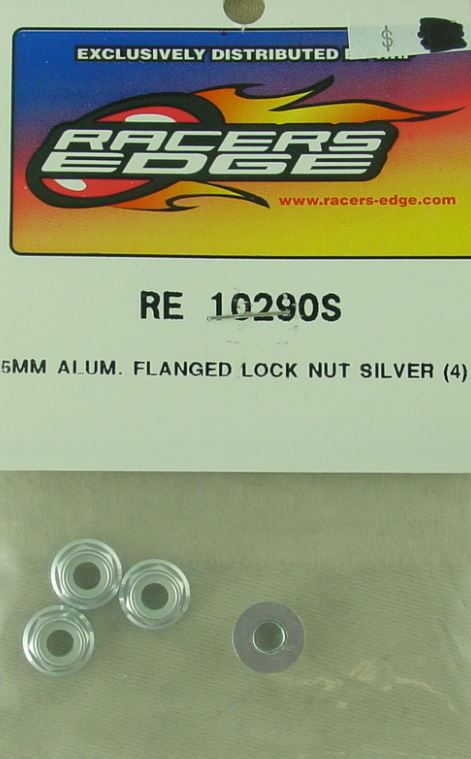 $
EXCLUSIVELY DISTRIBUTED
RACERS
EDGE
www.racers-edge.com
RE 10290S
5MM ALUM. FLANGED LOCK NUT SILVER (4)